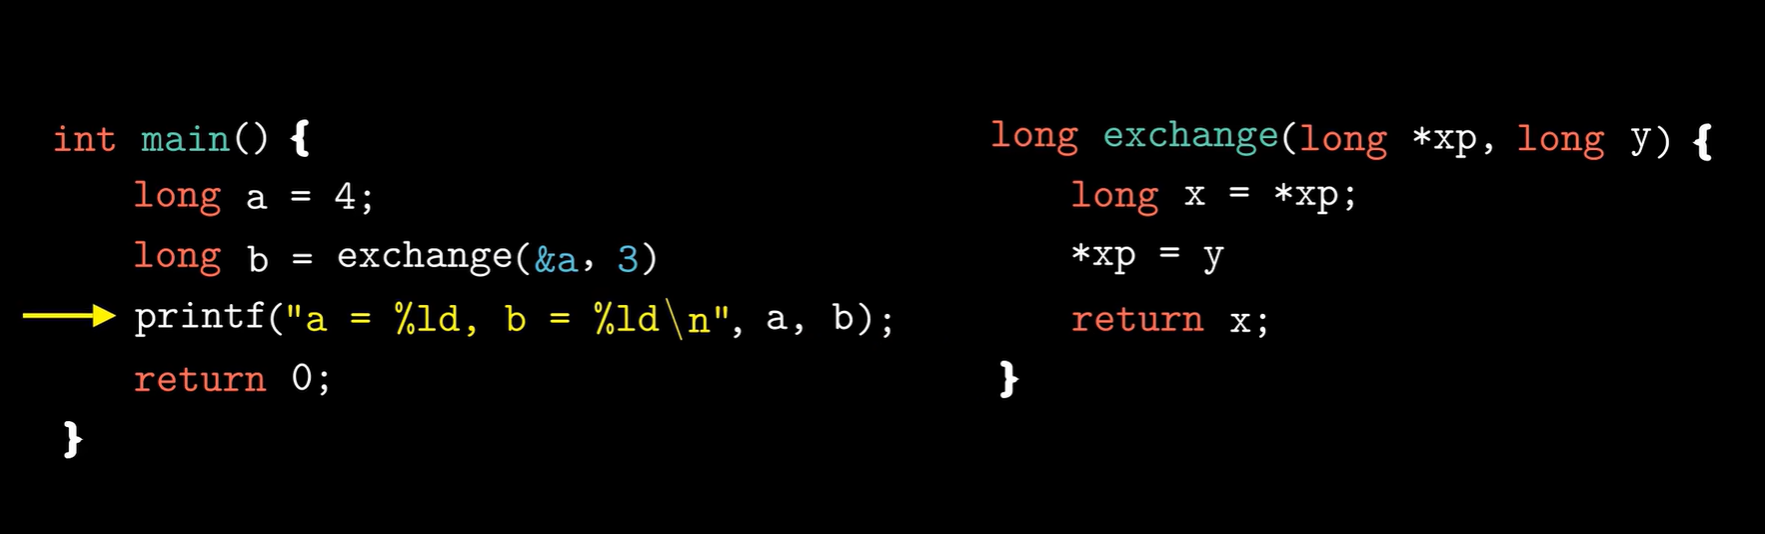 int main() {
long a = 4;
long b = exchange(&a, 3)
printf("a = %ld, b = %ld\n", a, b);
return 0;
}
long exchange(long *xp, long y) {
long x = *xp;
*xp = y
return x;
}